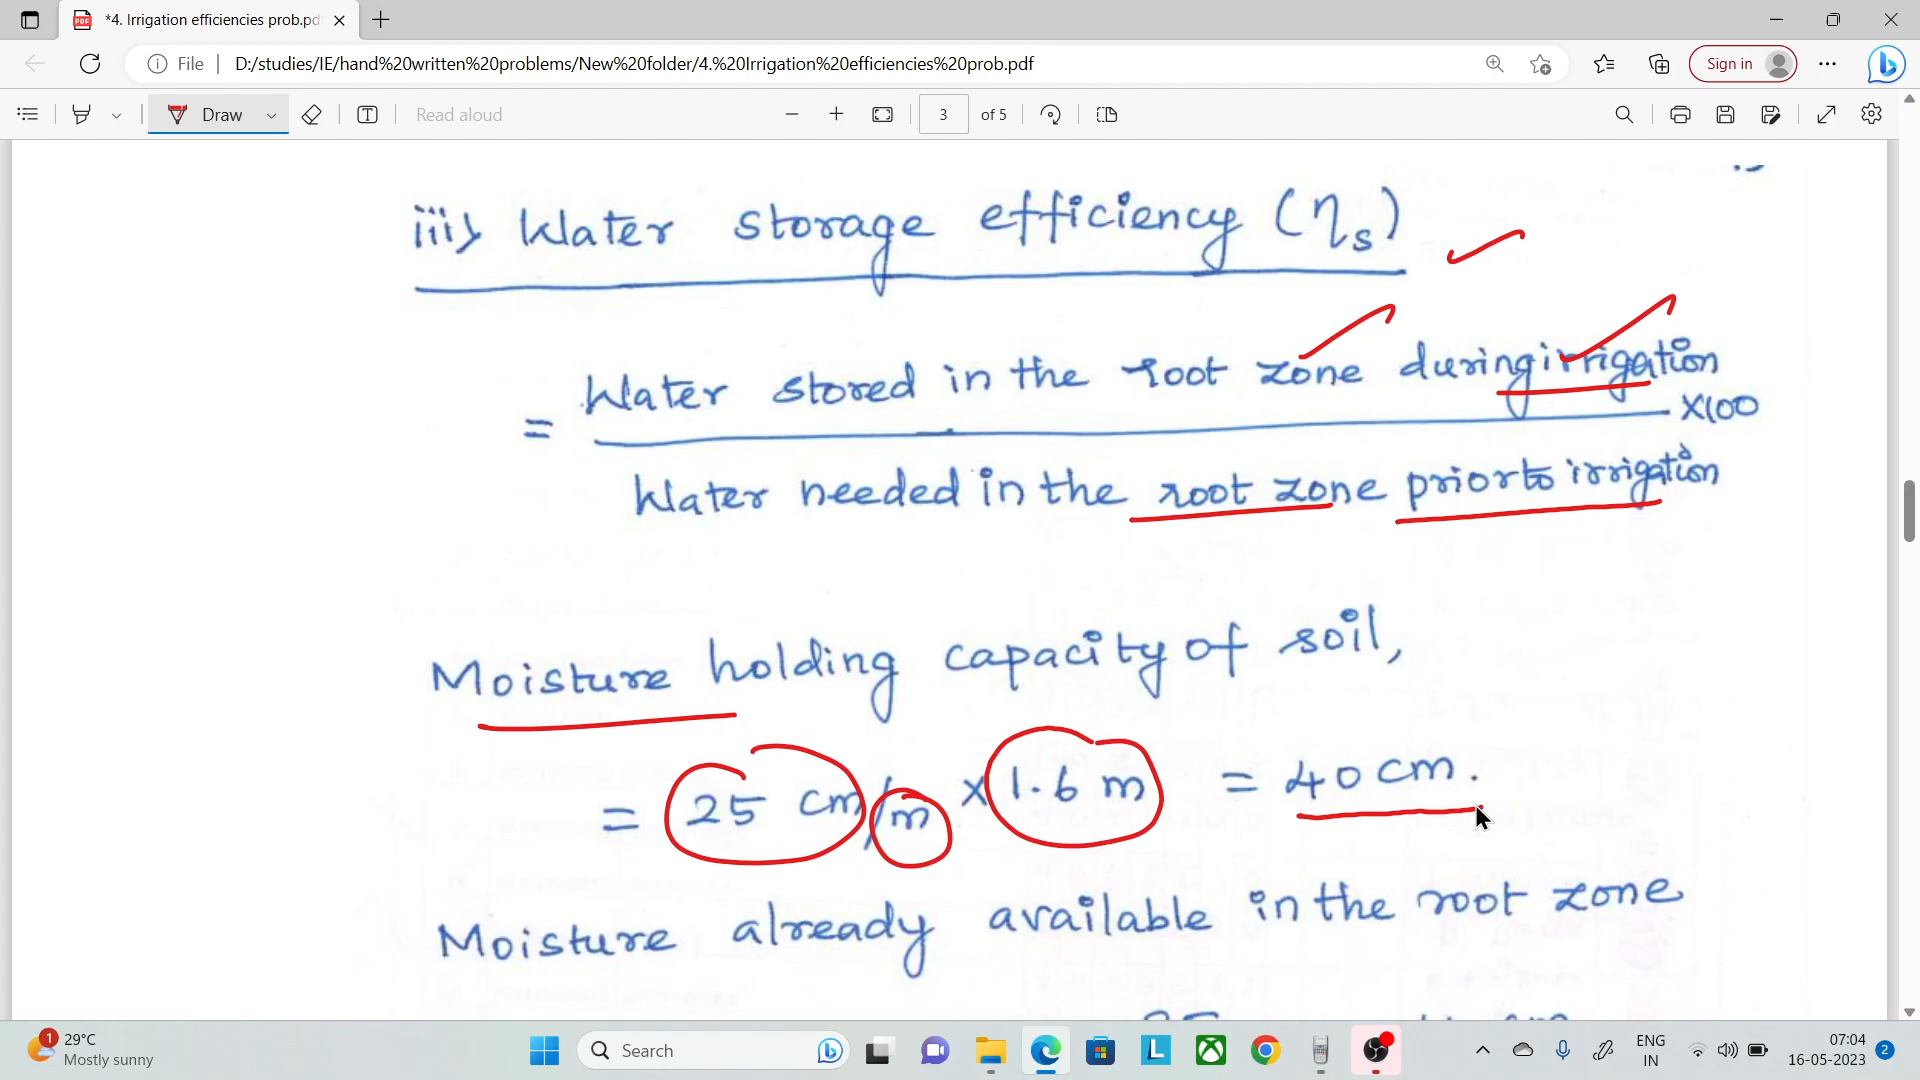 *4. Irrigation efficiencies prob.pd
File
D:/studies/IE/hand%20written%20problems/New%20folder/4.%20Irrigation%20efficiencies%20prob.pdf
Sign in
Draw
Read aloud
3 of 5
iii) Water storage efficiency (ηs)
Water stored in the root zone during irrigation
= x100
Water needed in the root zone prior to irrigation
Moisture holding capacity of soil,
= 25 cm/m x 1.6 m = 40 cm.
Moisture already available in the root zone
1
29°C
Mostly sunny
Search
ENG
IN
07:04
16-05-2023
2